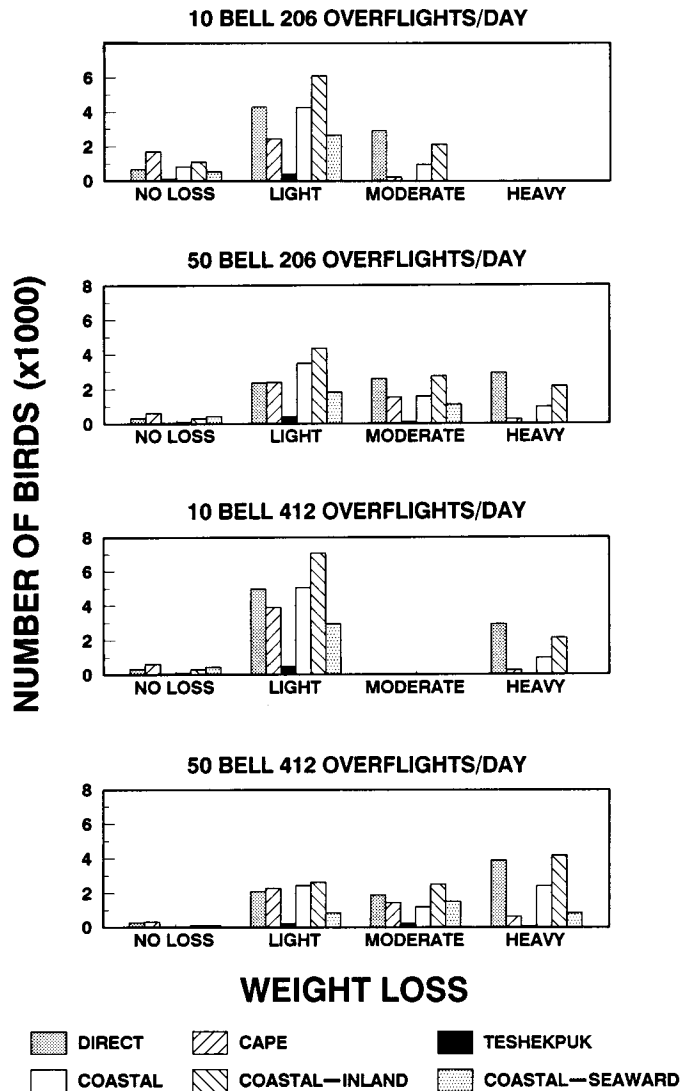 10 BELL 206 OVERFLIGHTS/DAY
6
4
2
0
NO LOSS LIGHT MODERATE HEAVY
50 BELL 206 OVERFLIGHTS/DAY
8
6
4
2
0
NO LOSS LIGHT MODERATE HEAVY
10 BELL 412 OVERFLIGHTS/DAY
8
6
4
2
0
NO LOSS LIGHT MODERATE HEAVY
50 BELL 412 OVERFLIGHTS/DAY
8
6
4
2
0
NO LOSS LIGHT MODERATE HEAVY
NUMBER OF BIRDS (x1000)
WEIGHT LOSS
DIRECT CAPE TESHEKPUK
COASTAL COASTAL—INLAND COASTAL—SEAWARD